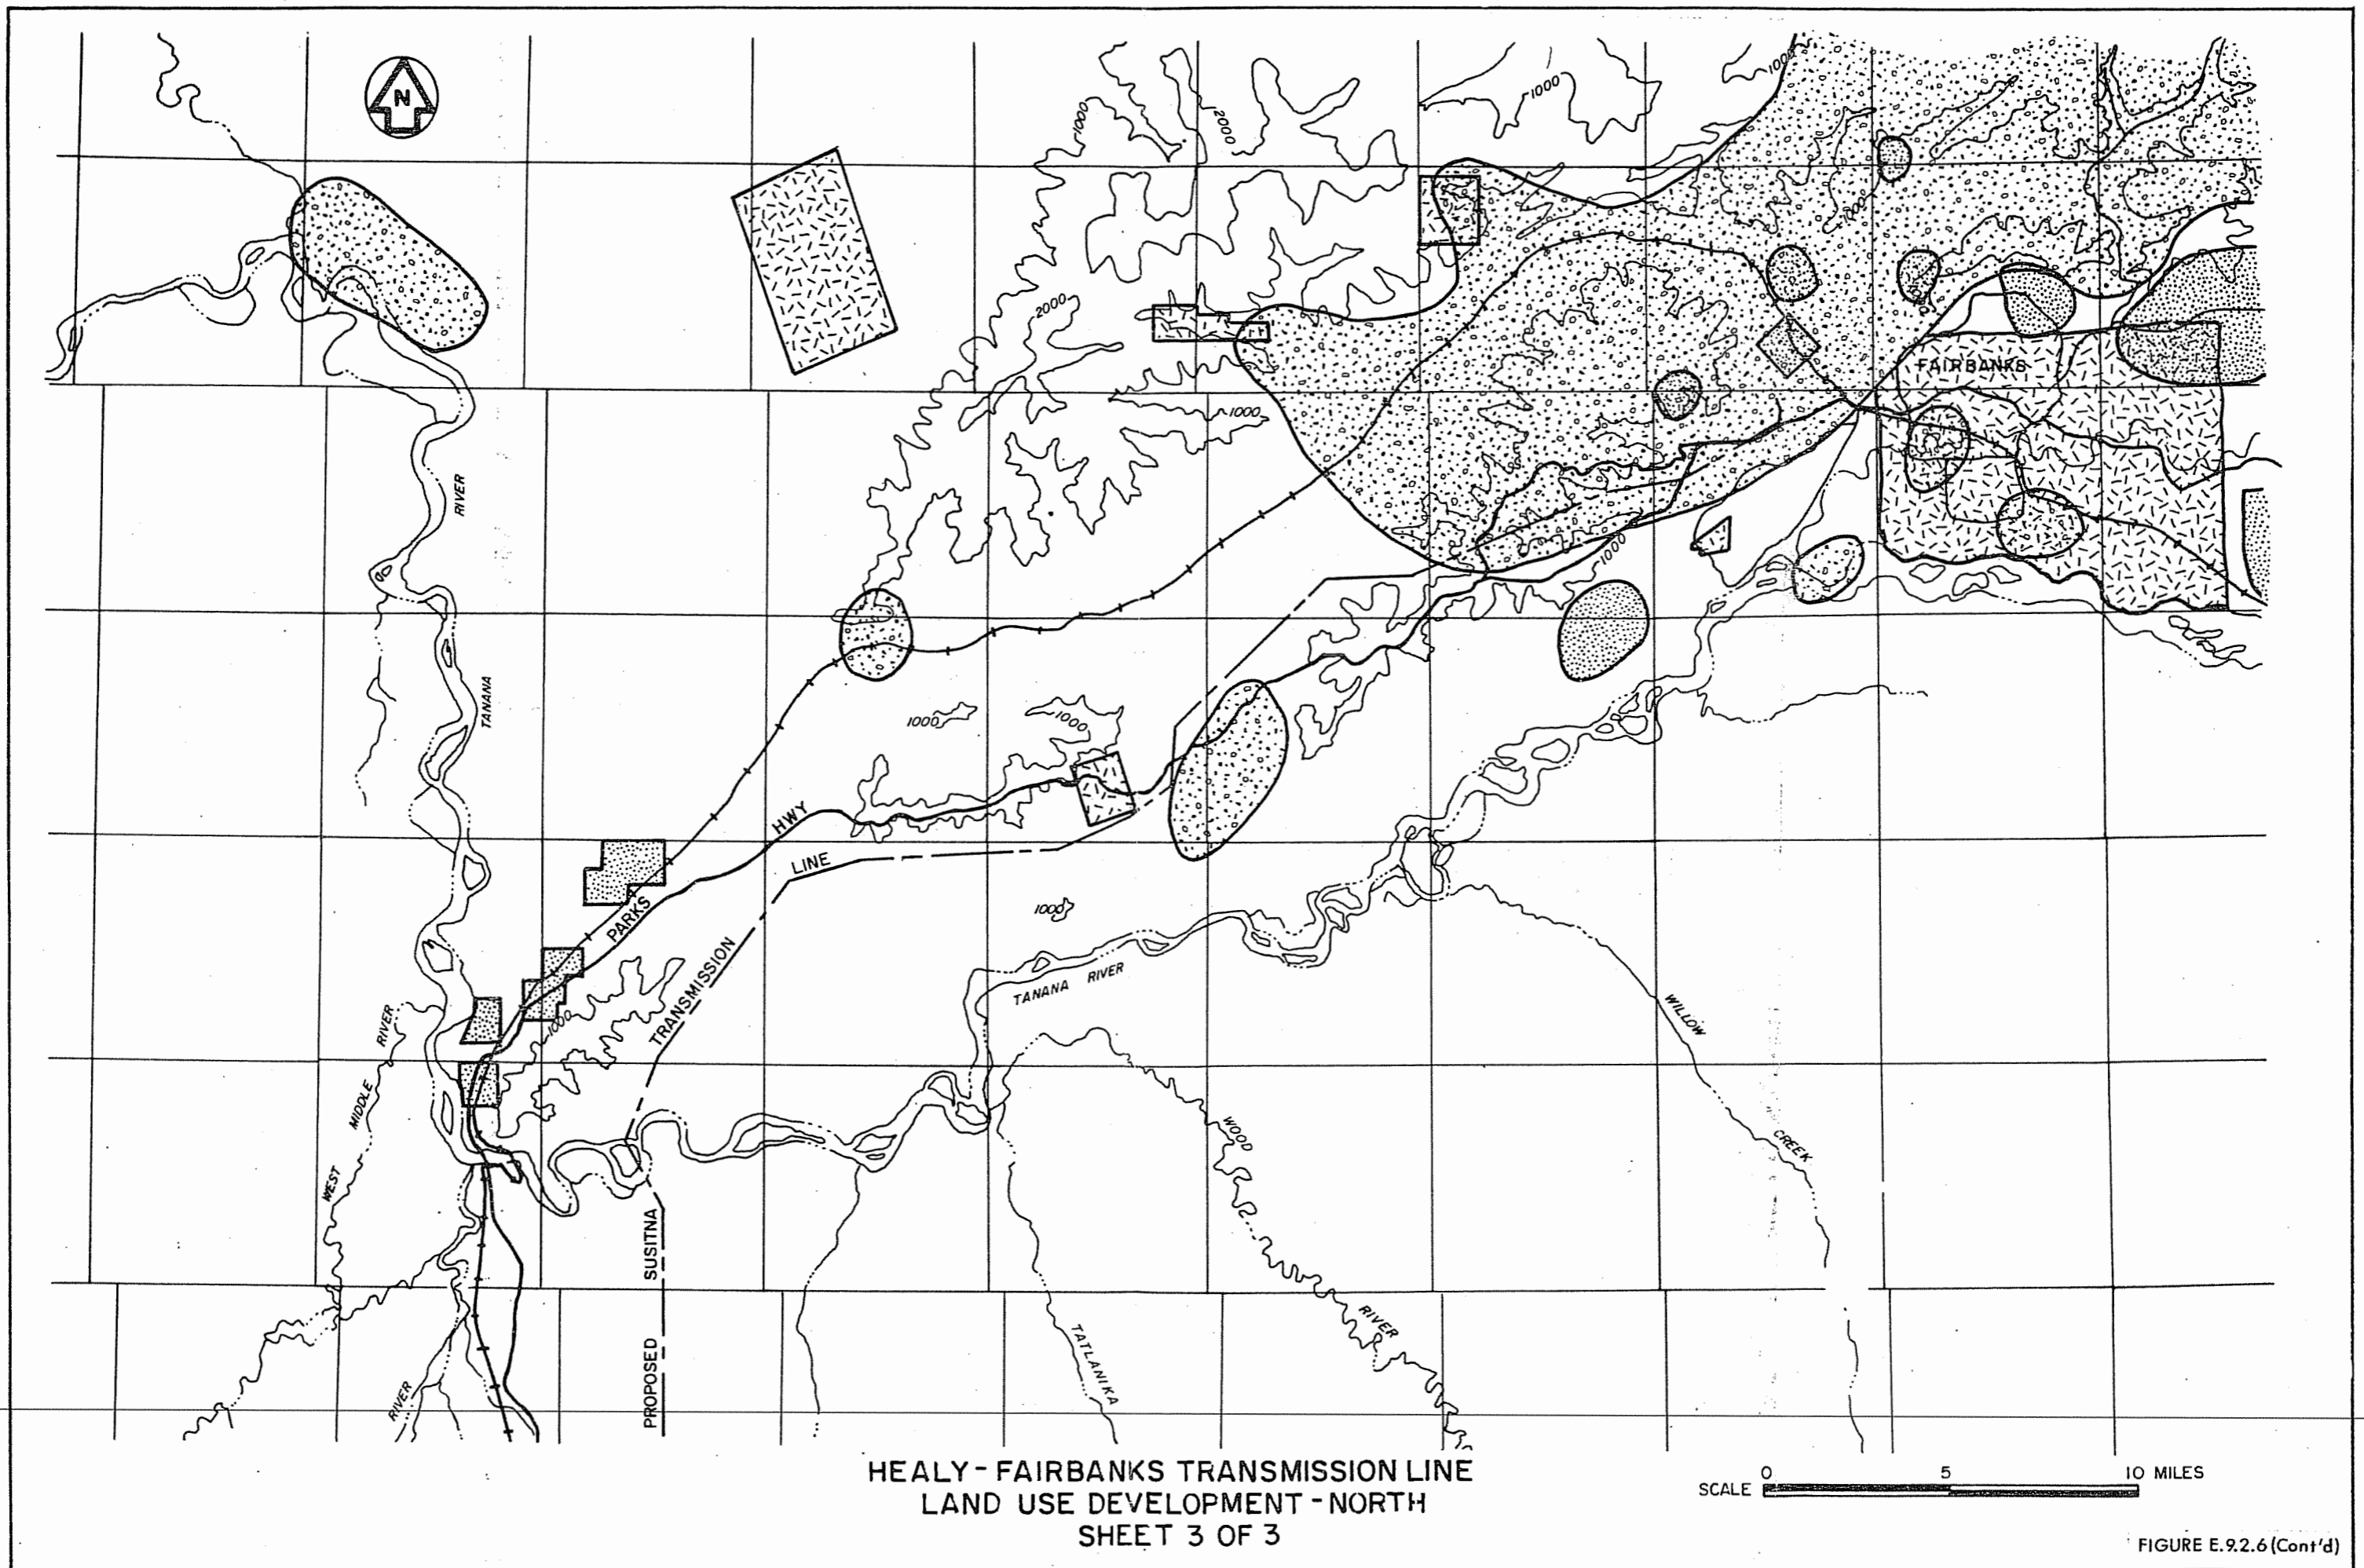 N
1000
2000
1000
1000
1000
2000
1000
FAIRBANKS
1000
RIVER
TANANA
1000
1000
1000
PARKS HWY
LINE
1000
TRANSMISSION
TANANA RIVER
1000
WEST MIDDLE RIVER
WILLOW CREEK
WOOD RIVER
SUSITNA
PROPOSED
TATLANIKA
RIVER
HEALY-FAIRBANKS TRANSMISSION LINE
LAND USE DEVELOPMENT-NORTH
SHEET 3 OF 3
SCALE 0 5 10 MILES
FIGURE E.9.2.6 (Cont'd)